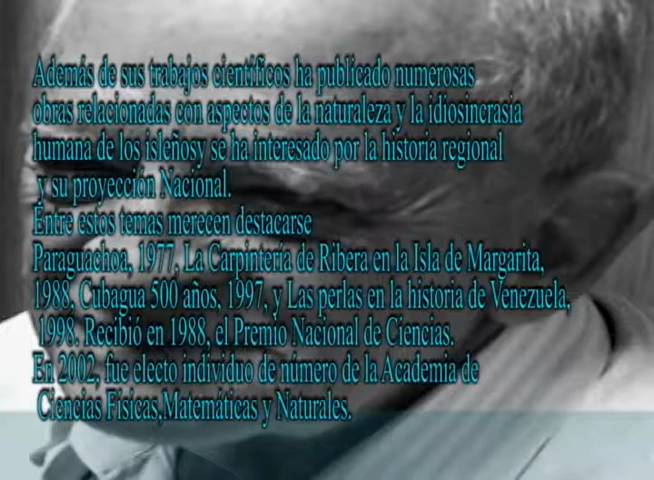 Además de sus trabajos científicos ha publicado numerosas
obras relacionadas con aspectos de la naturaleza y la idiosincrasia
humana de los isleñosy se ha interesado por la historia regional
y su proyección Nacional.
Entre estos temas merecen destacarse
Paraguachoa, 1977, La Carpintería de Ribera en la Isla de Margarita,
1988, Cubagua 500 años, 1997, y Las perlas en la historia de Venezuela,
1998. Recibió en 1988, el Premio Nacional de Ciencias.
En 2002, fue electo individuo de número de la Academia de
Ciencias Físicas,Matemáticas y Naturales.